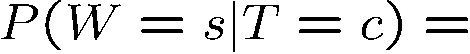 P(W = s|T = c) =